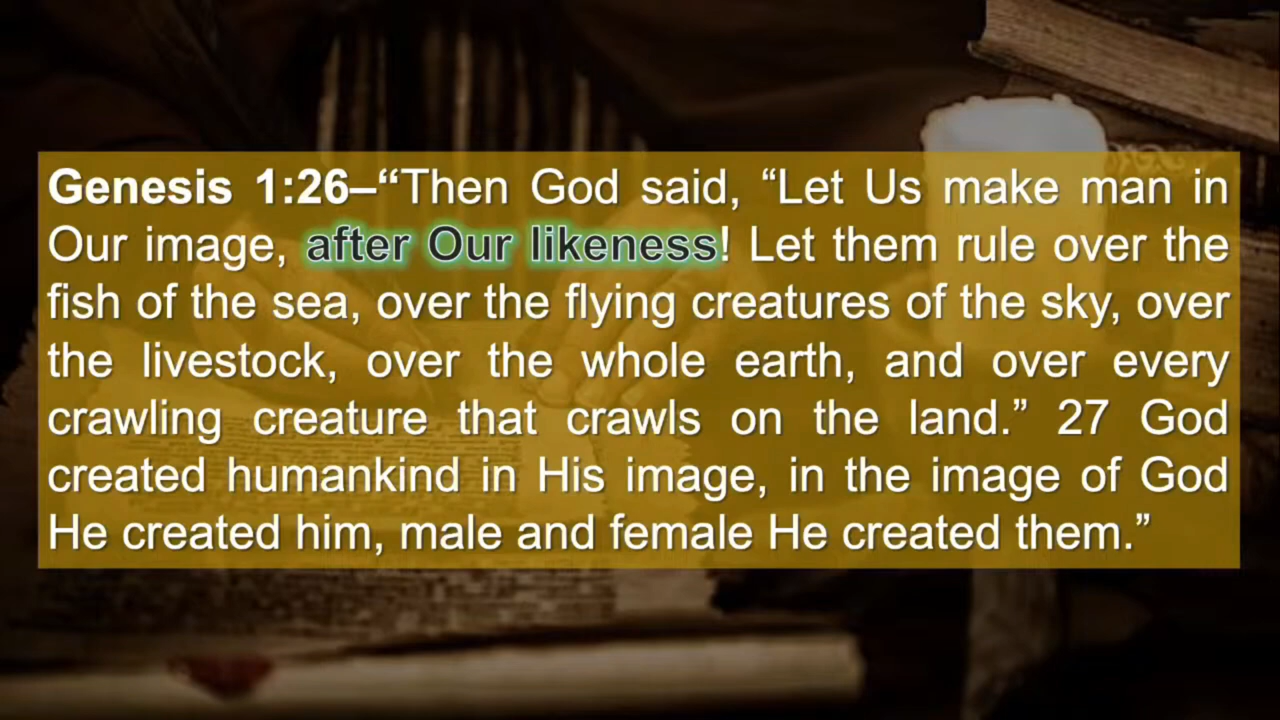 Genesis 1:26–“Then God said, “Let Us make man in
Our image, after Our likeness! Let them rule over the
fish of the sea, over the flying creatures of the sky, over
the livestock, over the whole earth, and over every
crawling creature that crawls on the land.” 27 God
created humankind in His image, in the image of God
He created him, male and female He created them.”